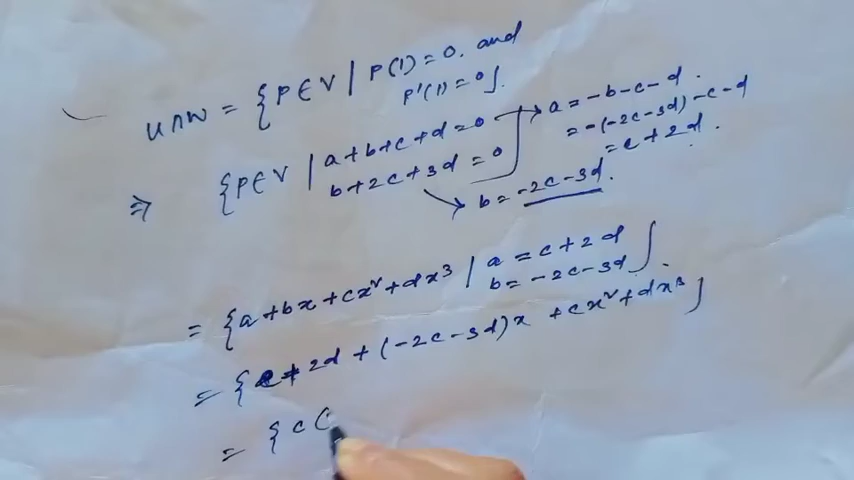 U∩W = {P∈V | P(1)=0. and
P'(1)=0}.
⇒ {P∈V | a+b+c+d=0 → a = -b-c-d.
b+2c+3d=0
= -(-2c-3d)-c-d
= c+2d.
→ b = -2c-3d.
= {a+bx+cx²+dx³ | a = c+2d
b = -2c-3d}.
= {c+2d+(-2c-3d)x+cx²+dx³}
= {c(